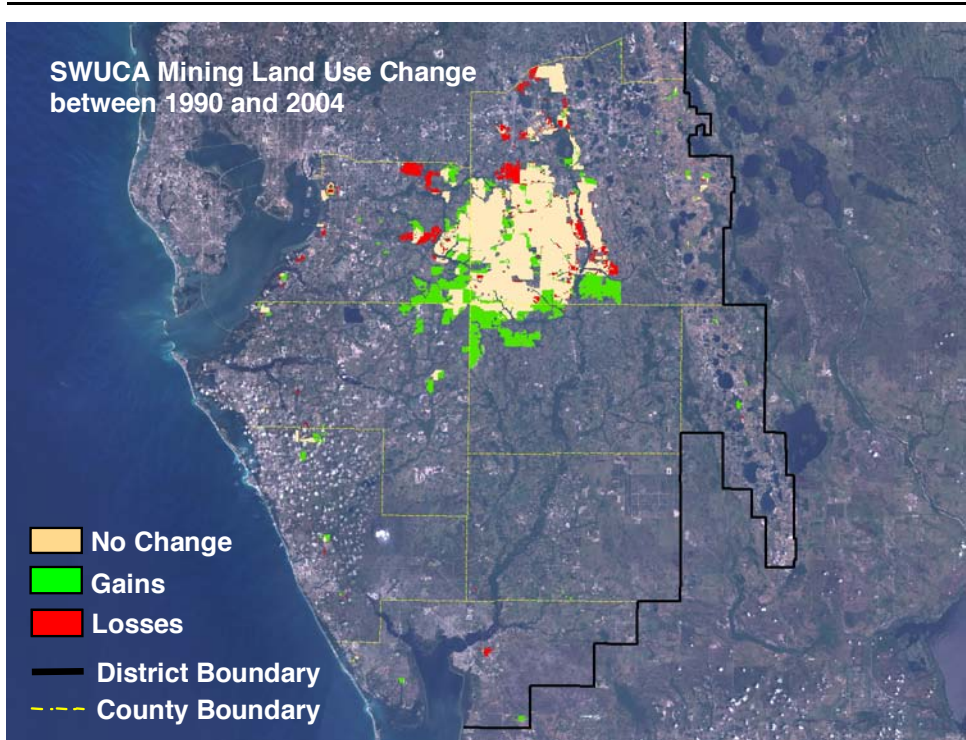 SWUCA Mining Land Use Change
between 1990 and 2004
No Change
Gains
Losses
District Boundary
County Boundary